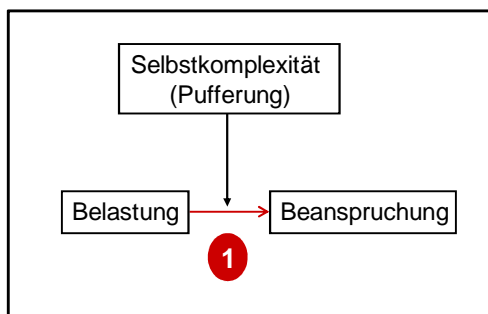 Selbstkomplexität
(Pufferung)
Belastung
Beanspruchung
1